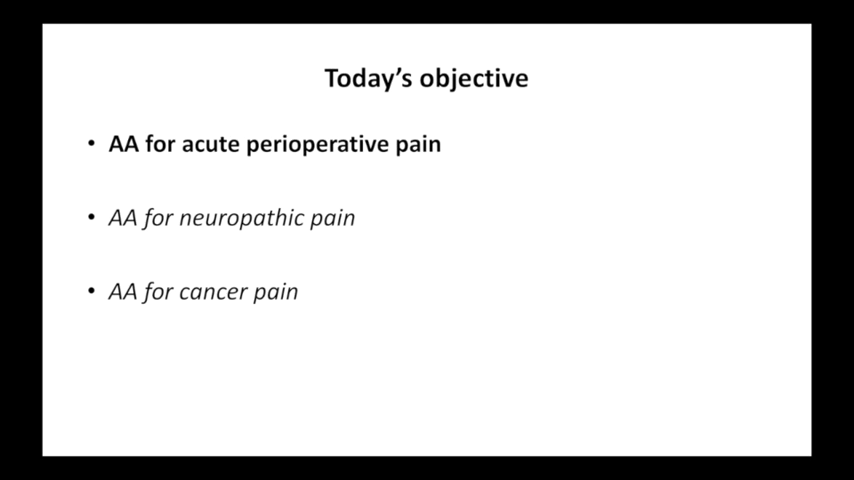 Today’s objective
• AA for acute perioperative pain
• AA for neuropathic pain
• AA for cancer pain